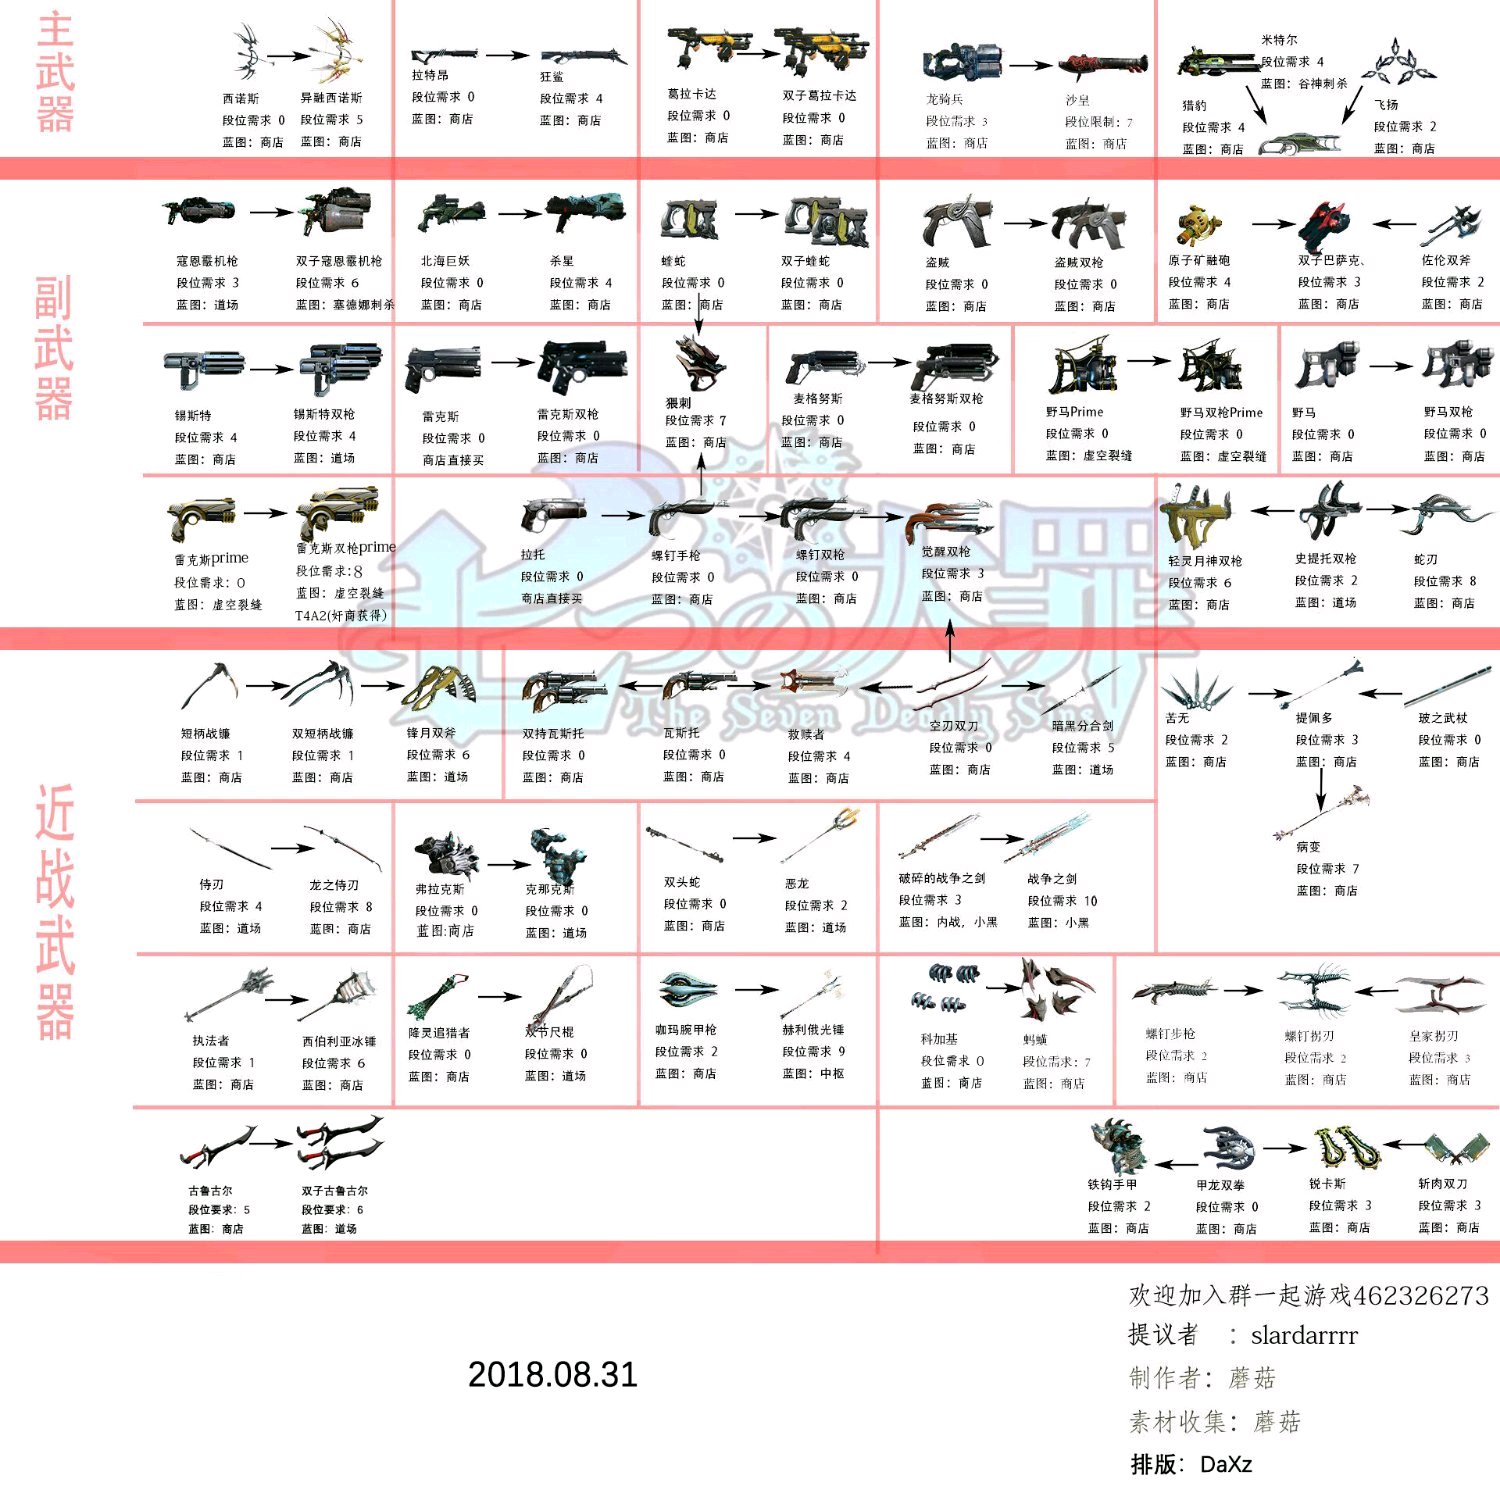 主武器
西诺斯
段位需求 0
蓝图：商店
异融西诺斯
段位需求 5
蓝图：商店
拉特昂
段位需求 0
蓝图：商店
狂鲨
段位需求 4
蓝图：商店
葛拉卡达
段位需求 0
蓝图：商店
双子葛拉卡达
段位需求 0
蓝图：商店
龙骑兵
段位需求 3
蓝图：商店
沙皇
段位限制：7
蓝图：商店
米特尔
段位需求 4
蓝图：谷神刺杀
猎豹
段位需求 4
蓝图：商店
飞扬
段位需求 2
蓝图：商店
副武器
寇恩霰机枪
段位需求 3
蓝图：道场
双子寇恩霰机枪
段位需求 6
蓝图：塞德娜刺杀
北海巨妖
段位需求 0
蓝图：商店
杀星
段位需求 4
蓝图：商店
蝰蛇
段位需求 0
蓝图：商店
双子蝰蛇
段位需求 0
蓝图：商店
盗贼
段位需求 0
蓝图：商店
盗贼双枪
段位需求 0
蓝图：商店
原子矿融砲
段位需求 4
蓝图：商店
双子巴萨克、
段位需求 3
蓝图：商店
佐伦双斧
段位需求 2
蓝图：商店
锡斯特
段位需求 4
蓝图：商店
锡斯特双枪
段位需求 4
蓝图：道场
雷克斯
段位需求 0
商店直接买
雷克斯双枪
段位需求 0
蓝图：商店
猥刺
段位需求 7
蓝图：商店
麦格努斯
段位需求 0
蓝图：商店
麦格努斯双枪
段位需求 0
蓝图：商店
野马Prime
段位需求 0
蓝图：虚空裂缝
野马双枪Prime
段位需求 0
蓝图：虚空裂缝
野马
段位需求 0
蓝图：商店
野马双枪
段位需求 0
蓝图：商店
雷克斯prime
段位需求：0
蓝图：虚空裂缝
雷克斯双枪prime
段位需求：8
蓝图：虚空裂缝
T4A2(奸商获得)
拉托
段位需求 0
商店直接买
螺钉手枪
段位需求 0
蓝图：商店
螺钉双枪
段位需求 0
蓝图：商店
觉醒双枪
段位需求 3
蓝图：商店
轻灵月神双枪
段位需求 6
蓝图：商店
史提托双枪
段位需求 2
蓝图：道场
蛇刃
段位需求 8
蓝图：商店
七つの大罪
The Seven Deadly Sins
近战武器
短柄战镰
段位需求 1
蓝图：商店
双短柄战镰
段位需求 1
蓝图：商店
锋月双斧
段位需求 6
蓝图：道场
双持瓦斯托
段位需求 0
蓝图：商店
瓦斯托
段位需求 0
蓝图：商店
救赎者
段位需求 4
蓝图：商店
空刃双刀
段位需求 0
蓝图：商店
暗黑分合剑
段位需求 5
蓝图：道场
苦无
段位需求 2
蓝图：商店
提佩多
段位需求 3
蓝图：商店
玻之武杖
段位需求 0
蓝图：商店
病变
段位需求 7
蓝图：商店
侍刃
段位需求 4
蓝图：道场
龙之侍刃
段位需求 8
蓝图：商店
弗拉克斯
段位需求 0
蓝图:商店
克那克斯
段位需求 0
蓝图：道场
双头蛇
段位需求 0
蓝图：商店
恶龙
段位需求 2
蓝图：道场
破碎的战争之剑
段位需求 3
蓝图：内战，小黑
战争之剑
段位需求 10
蓝图：小黑
执法者
段位需求 1
蓝图：商店
西伯利亚冰锤
段位需求 6
蓝图：商店
降灵追猎者
段位需求 0
蓝图：商店
双节尺棍
段位需求 0
蓝图：道场
咖玛腕甲枪
段位需求 2
蓝图：商店
赫利俄光锤
段位需求 9
蓝图：中枢
科加基
段位需求 0
蓝图：商店
蚂蟥
段位需求：7
蓝图：商店
螺钉步枪
段位需求 2
蓝图：商店
螺钉拐刃
段位需求 2
蓝图：商店
皇家拐刃
段位需求 3
蓝图：商店
古鲁古尔
段位要求：5
蓝图：商店
双子古鲁古尔
段位要求：6
蓝图：道场
铁钩手甲
段位需求 2
蓝图：商店
甲龙双拳
段位需求 0
蓝图：商店
锐卡斯
段位需求 3
蓝图：商店
斩肉双刀
段位需求 3
蓝图：商店
欢迎加入群一起游戏462326273
提议者 ：slardarrrr
制作者：蘑菇
素材收集：蘑菇
排版：DaXz
2018.08.31